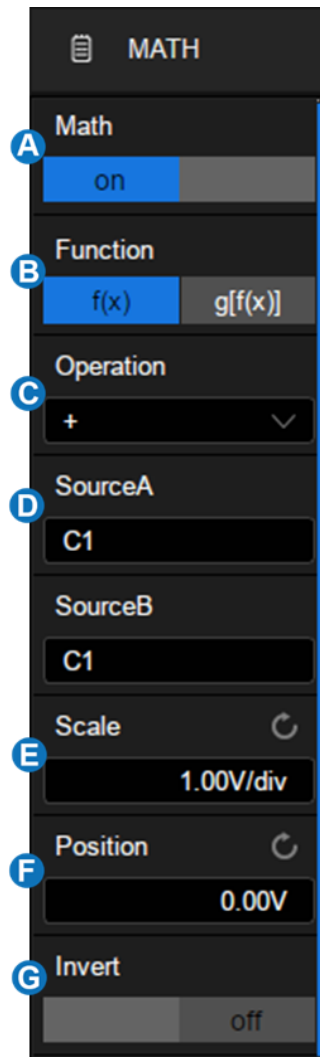 MATH
A
Math
on
B
Function
f(x) g[f(x)]
C
Operation
+
D
SourceA
C1
SourceB
C1
E
Scale
1.00V/div
F
Position
0.00V
G
Invert
off